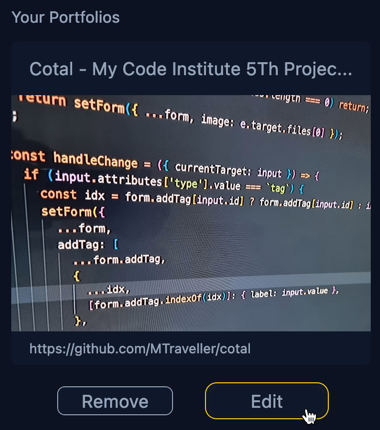 Your Portfolios
Cotal - My Code Institute 5Th Projec...
return setForm({ ...form, image: e.target.files[0] });
.length === 0) return;
;
const handleChange = ({ currentTarget: input }) => {
if (input.attributes['type'].value === `tag`) {
const idx = form.addTag[input.id] ? form.addTag[input.id] : i
setForm({
...form,
addTag: [
...form.addTag,
{
...idx,
[form.addTag.indexOf(idx)]: { label: input.value },
},
https://github.com/MTraveller/cotal
Remove
Edit